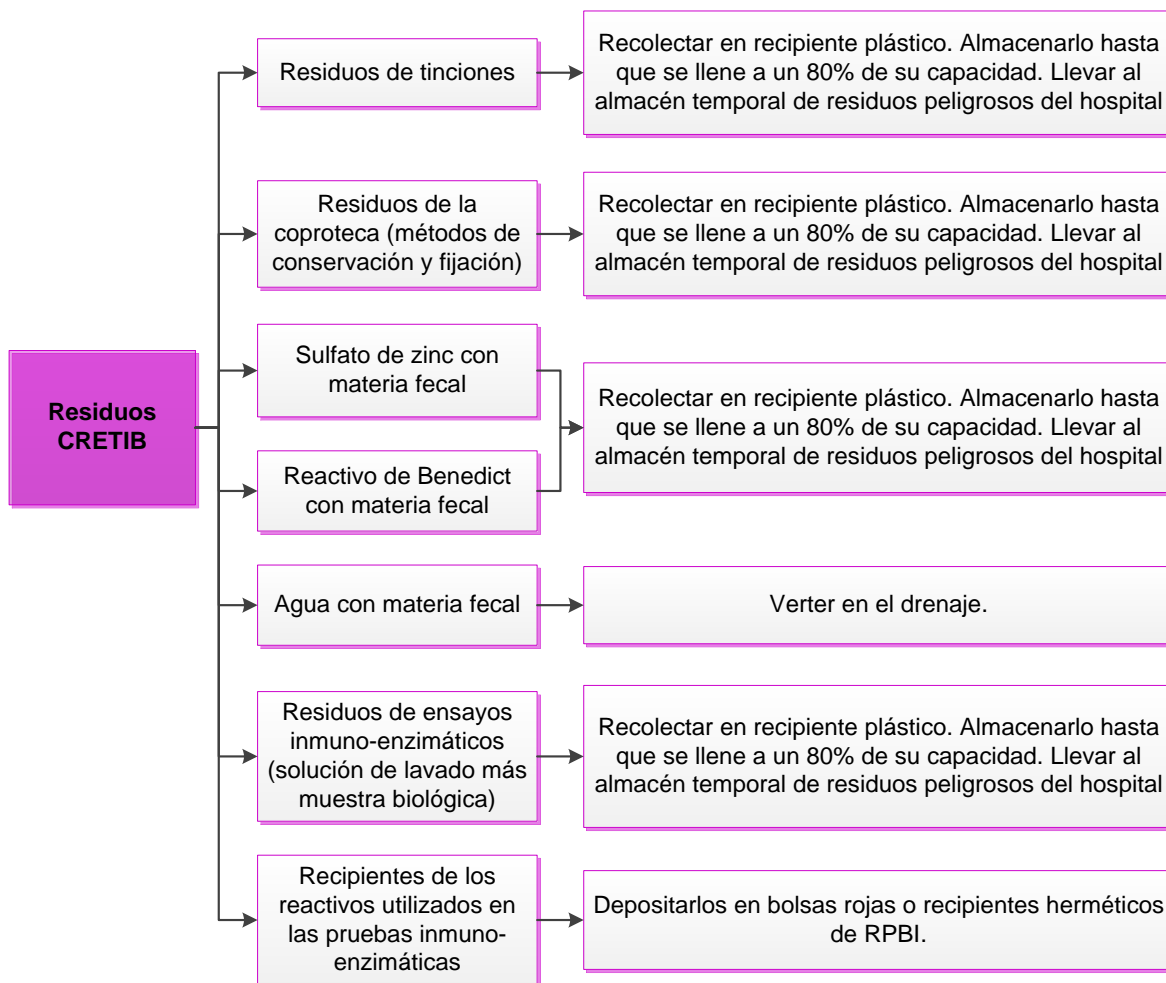 Residuos
CRETIB
Residuos de tinciones
Recolectar en recipiente plástico. Almacenarlo hasta
que se llene a un 80% de su capacidad. Llevar al
almacén temporal de residuos peligrosos del hospital
Residuos de la
coproteca (métodos de
conservación y fijación)
Recolectar en recipiente plástico. Almacenarlo hasta
que se llene a un 80% de su capacidad. Llevar al
almacén temporal de residuos peligrosos del hospital
Sulfato de zinc con
materia fecal
Reactivo de Benedict
con materia fecal
Recolectar en recipiente plástico. Almacenarlo hasta
que se llene a un 80% de su capacidad. Llevar al
almacén temporal de residuos peligrosos del hospital
Agua con materia fecal
Verter en el drenaje.
Residuos de ensayos
inmuno-enzimáticos
(solución de lavado más
muestra biológica)
Recolectar en recipiente plástico. Almacenarlo hasta
que se llene a un 80% de su capacidad. Llevar al
almacén temporal de residuos peligrosos del hospital
Recipientes de los
reactivos utilizados en
las pruebas inmuno-
enzimáticas
Depositarlos en bolsas rojas o recipientes herméticos
de RPBI.